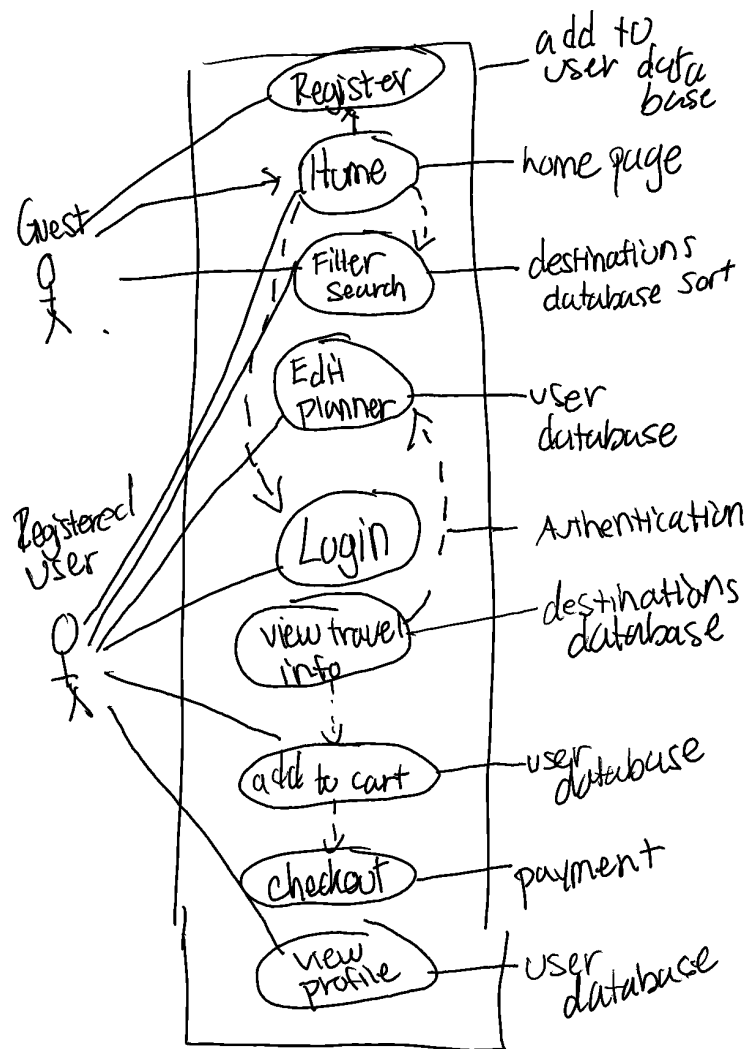 add to
user data
base
Register
Home
home page
Guest
Filter
search
destinations
database sort
Edit
planner
user
database
Registered
user
Login
Authentication
view travel
info
destinations
database
add to cart
user
database
checkout
payment
view
profile
user
database